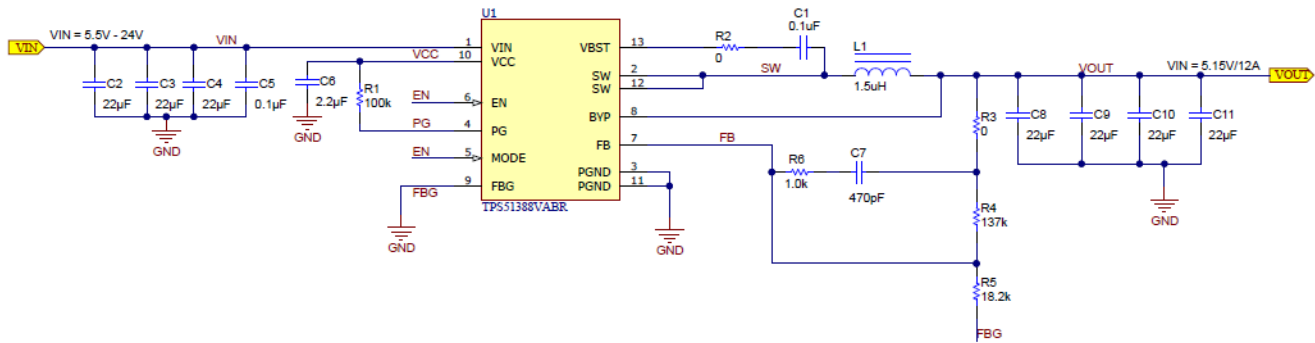 U1
C1
0.1uF
VIN
VIN = 5.5V - 24V
VIN
1
VIN
VBST
13
R2
0
L1
VCC
10
VCC
SW
2
SW
VOUT
VIN = 5.15V/12A
VOUT
C2
22µF
C3
22µF
C4
22µF
C5
0.1µF
C6
2.2µF
R1
100k
SW
12
1.5uH
EN
6
EN
BYP
8
R3
0
C8
22µF
C9
22µF
C10
22µF
C11
22µF
GND
GND
PG
4
PG
FB
7
FB
EN
5
MODE
R6
1.0k
C7
470pF
PGND
3
FBG
9
FBG
PGND
11
TPS51388VABR
GND
GND
GND
R4
137k
R5
18.2k
FBG